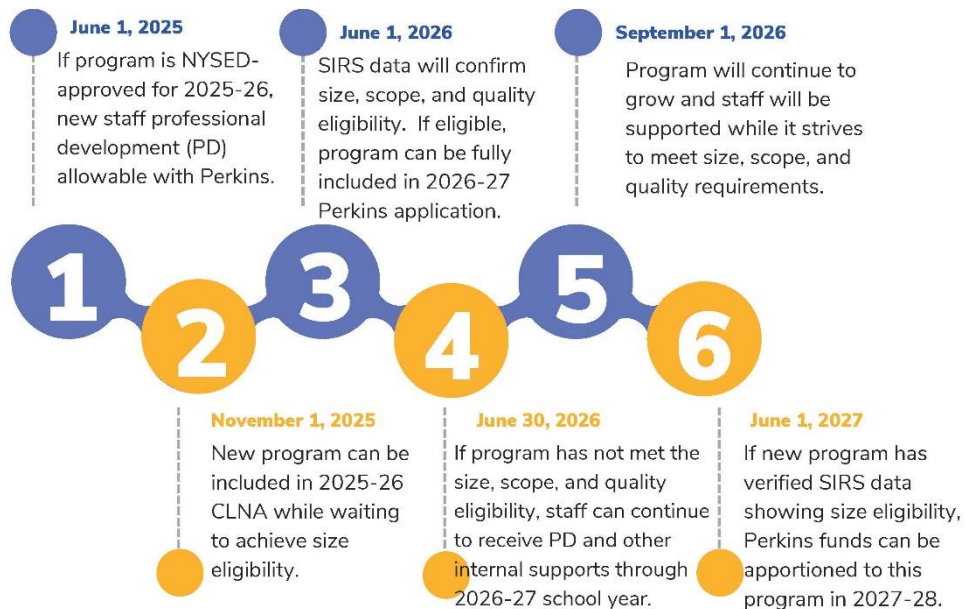 June 1, 2025
If program is NYSED-
approved for 2025-26,
new staff professional
development (PD)
allowable with Perkins.
June 1, 2026
SIRS data will confirm
size, scope, and quality
eligibility. If eligible,
program can be fully
included in 2026-27
Perkins application.
September 1, 2026
Program will continue to
grow and staff will be
supported while it strives
to meet size, scope, and
quality requirements.
1
2
3
4
5
6
November 1, 2025
New program can be
included in 2025-26
CLNA while waiting
to achieve size
eligibility.
June 30, 2026
If program has not met the
size, scope, and quality
eligibility, staff can continue
to receive PD and other
internal supports through
2026-27 school year.
June 1, 2027
If new program has
verified SIRS data
showing size eligibility,
Perkins funds can be
apportioned to this
program in 2027-28.